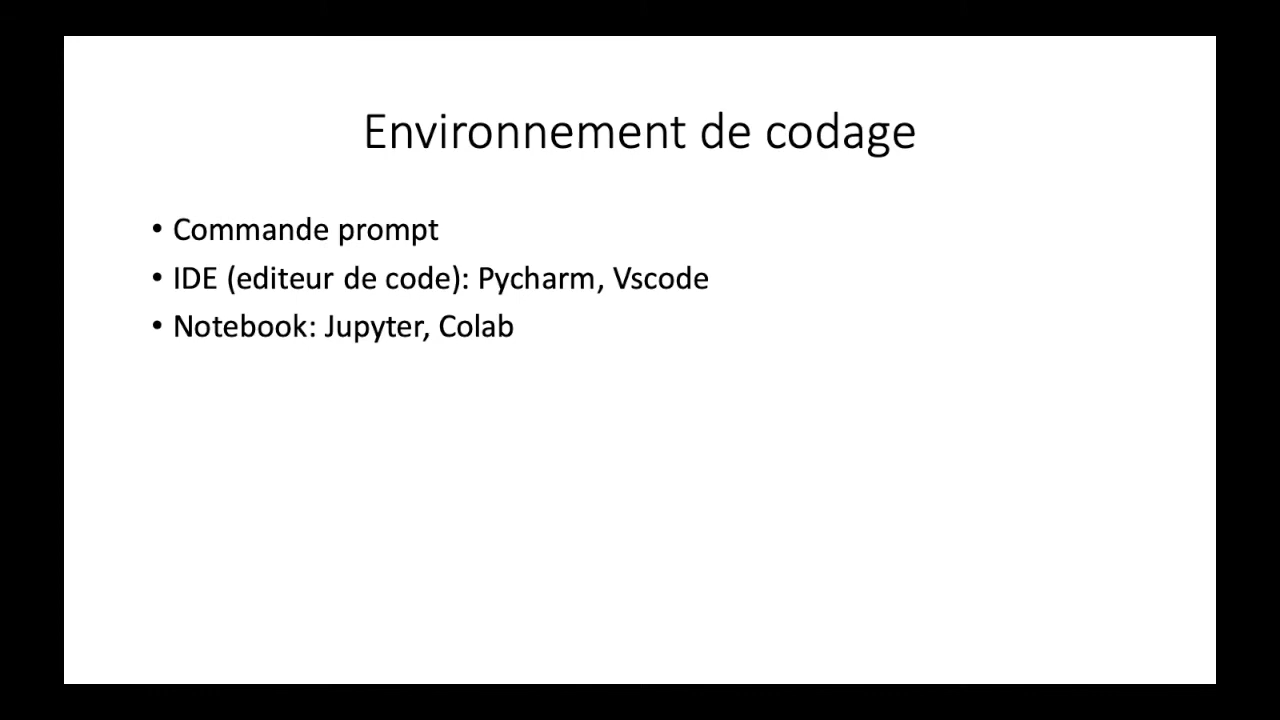 Environnement de codage
• Commande prompt
• IDE (editeur de code): Pycharm, Vscode
• Notebook: Jupyter, Colab